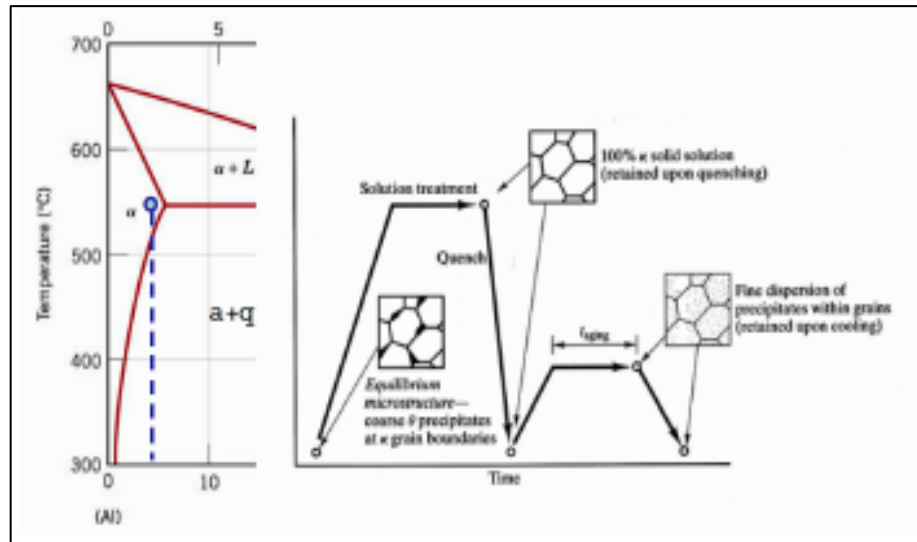 0
5
700
600
500
400
300
Temperature (°C)
α + L
α
a+q
0
10
(Al)
Solution treatment
Quench
100% α solid solution
(retained upon quenching)
Fine dispersion of
precipitates within grains
(retained upon cooling)
t aging
Equilibrium
microstructure—
coarse θ precipitates
at α grain boundaries
Time